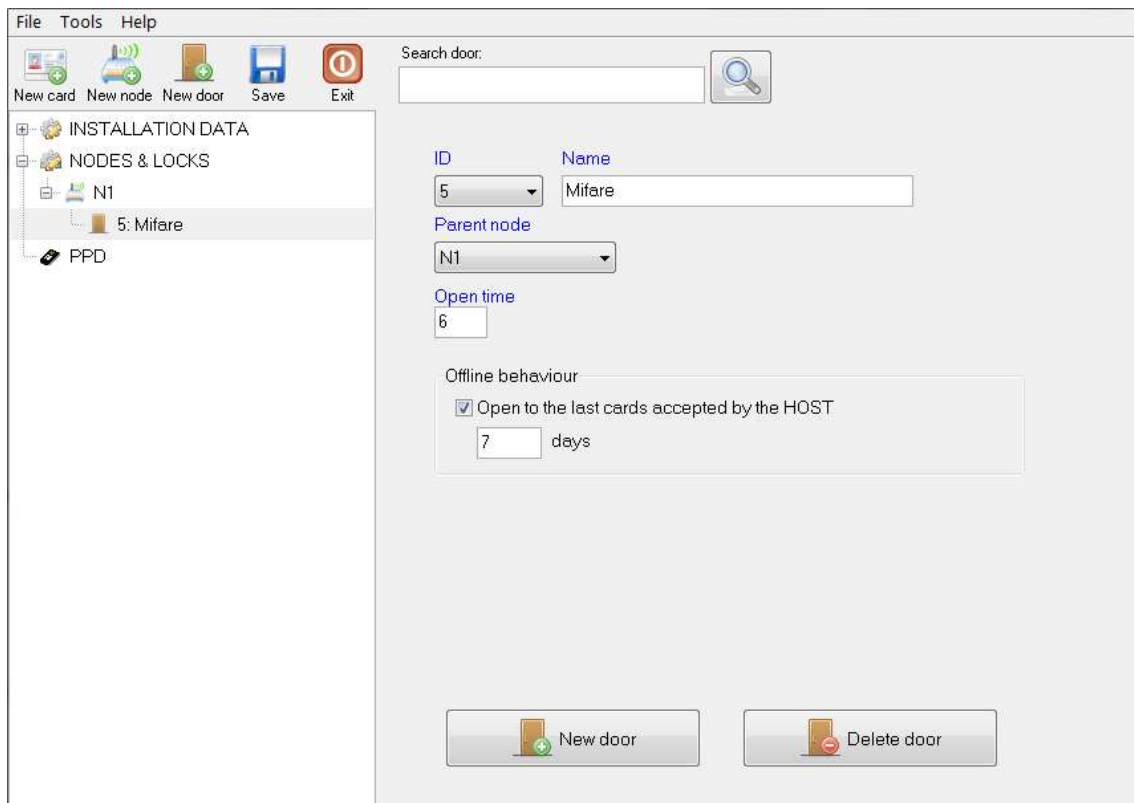 File Tools Help
New card New node New door Save Exit
Search door:
INSTALLATION DATA
NODES & LOCKS
N1
5: Mifare
PPD
ID Name
5 Mifare
Parent node
N1
Open time
6
Offline behaviour
Open to the last cards accepted by the HOST
7 days
New door Delete door